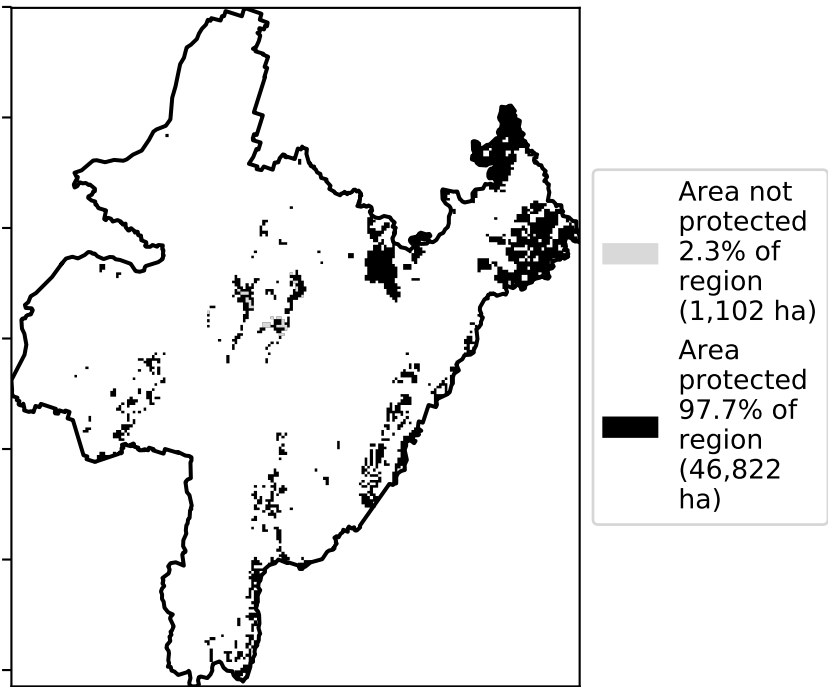 Area not
protected
2.3% of
region
(1,102 ha)
Area
protected
97.7% of
region
(46,822
ha)